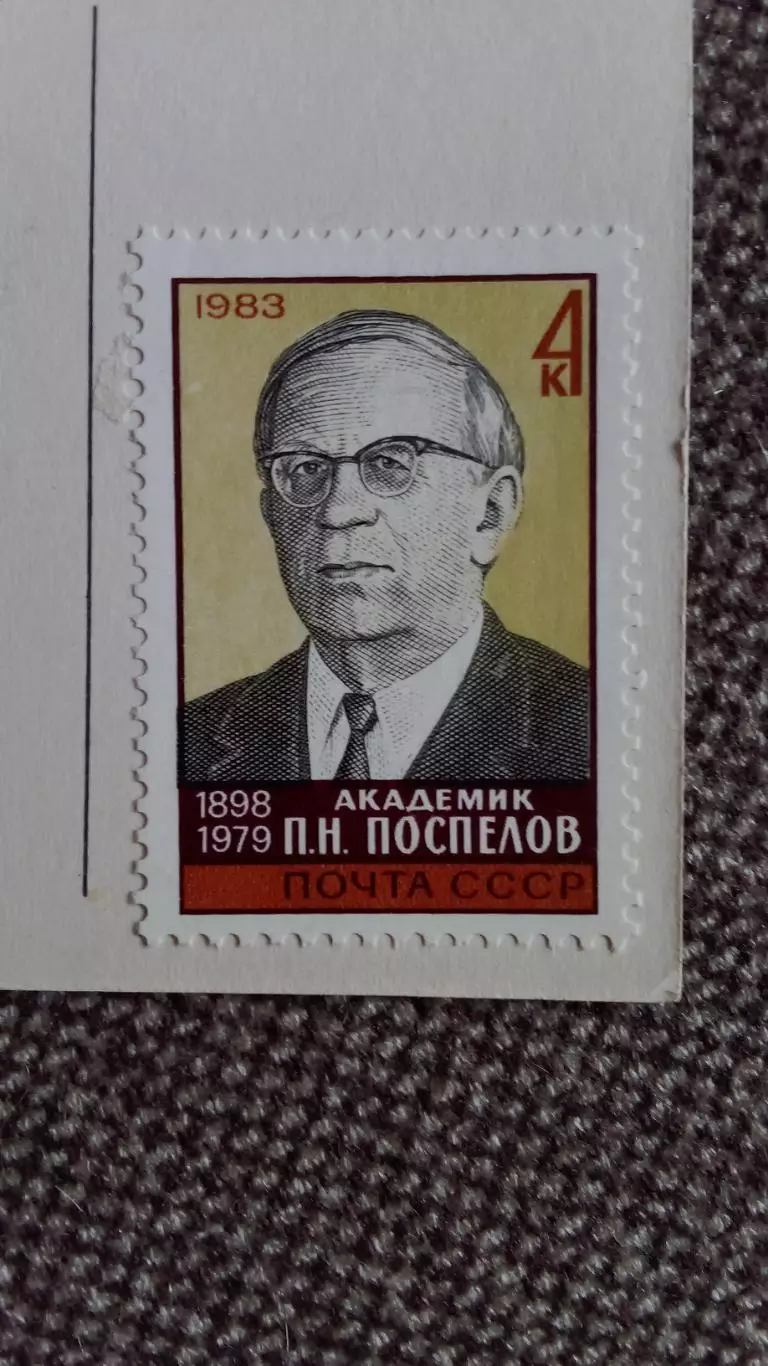 1983
4
к
1898
1979
АКАДЕМИК
П.Н. ПОСПЕЛОВ
ПОЧТА СССР